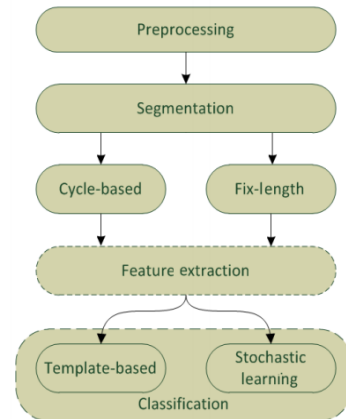 Preprocessing
Segmentation
Cycle-based
Fix-length
Feature extraction
Template-based
Stochastic
learning
Classification